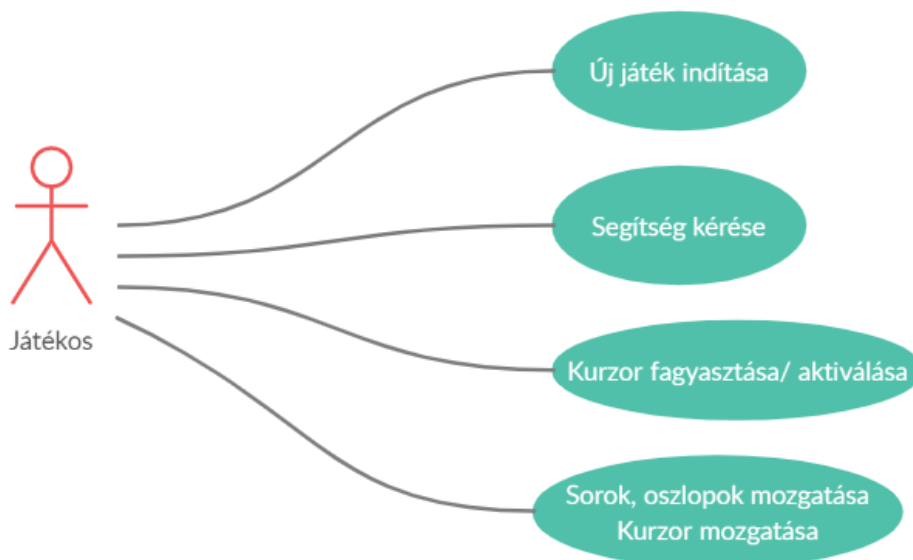 Új játék indítása
Segítség kérése
Játékos
Kurzor fagyasztása/ aktiválása
Sorok, oszlopok mozgatása
Kurzor mozgatása